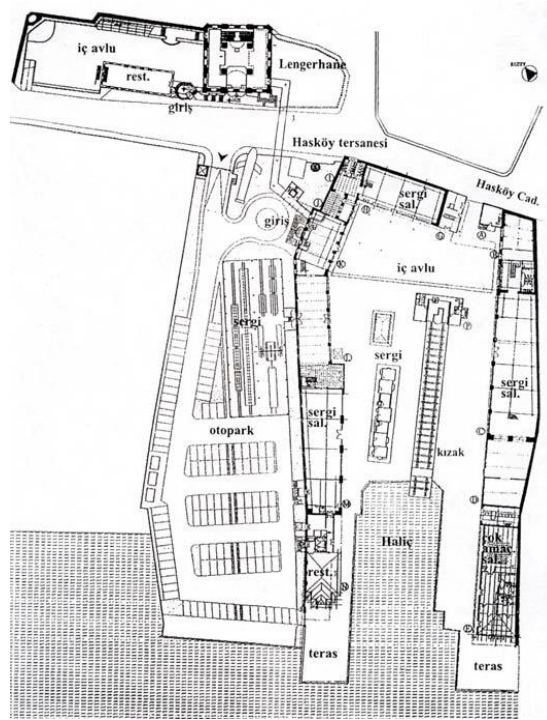 iç avlu
rest.
Lengerhane
giriş
KUZEY
Hasköy tersanesi
Hasköy Cad.
sergi
sal.
giriş
iç avlu
sergi
sergi
sergi
sal.
sergi
sal.
otopark
kızak
Haliç
çok
amaç
sal.
rest.
teras
teras